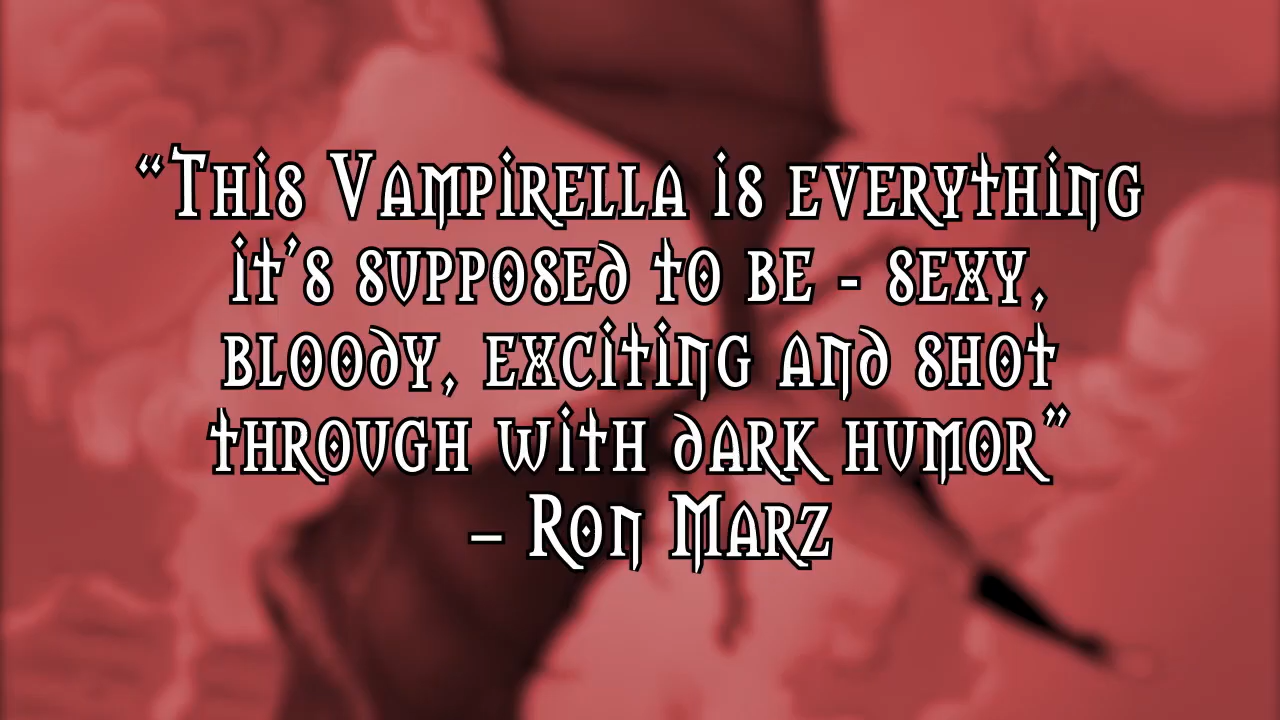 “This Vampirella is everything
it’s supposed to be - sexy,
bloody, exciting and shot
through with dark humor”
– Ron Marz